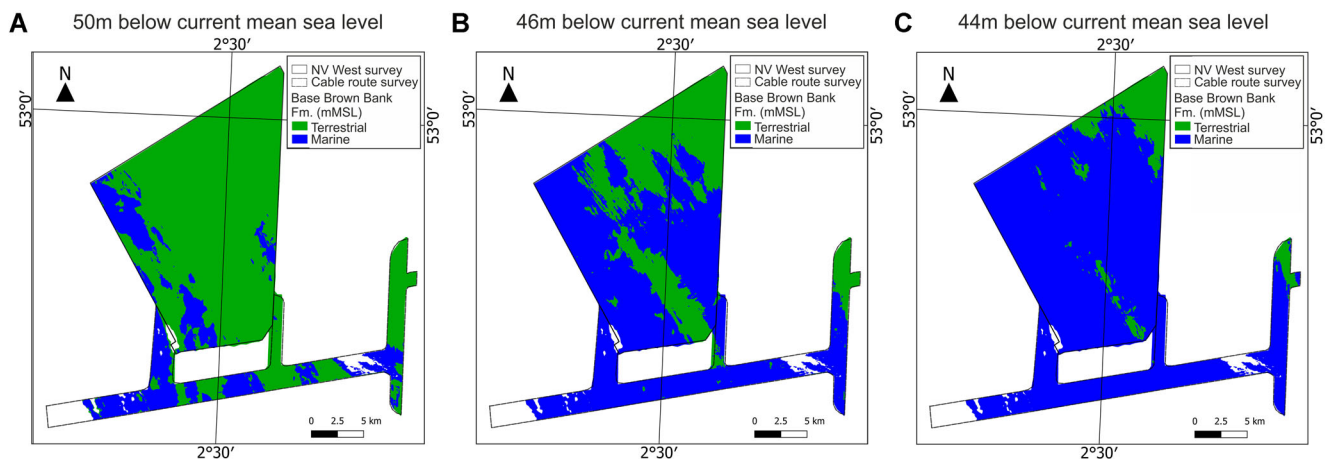 A
50m below current mean sea level
2°30′
N
NV West survey
Cable route survey
Base Brown Bank
Fm. (mMSL)
Terrestrial
Marine
53°0′
53°0′
0 2.5 5 km
2°30′
B
46m below current mean sea level
2°30′
N
NV West survey
Cable route survey
Base Brown Bank
Fm. (mMSL)
Terrestrial
Marine
53°0′
53°0′
0 2.5 5 km
2°30′
C
44m below current mean sea level
2°30′
N
NV West survey
Cable route survey
Base Brown Bank
Fm. (mMSL)
Terrestrial
Marine
53°0′
53°0′
0 2.5 5 km
2°30′